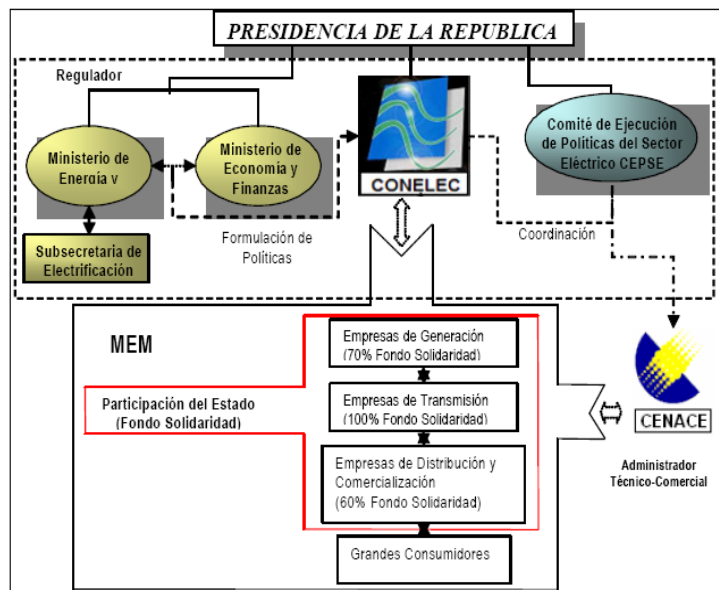 PRESIDENCIA DE LA REPUBLICA
Regulador
Ministerio de
Energía y
Ministerio de
Economía y
Finanzas
CONELEC
Comité de Ejecución
de Políticas del Sector
Eléctrico CEPSE
Subsecretaria de
Electrificación
Formulación de
Políticas
Coordinación
MEM
Empresas de Generación
(70% Fondo Solidaridad)
Participación del Estado
(Fondo Solidaridad)
Empresas de Transmisión
(100% Fondo Solidaridad)
Empresas de Distribución y
Comercialización
(60% Fondo Solidaridad)
Grandes Consumidores
CENACE
Administrador
Técnico-Comercial